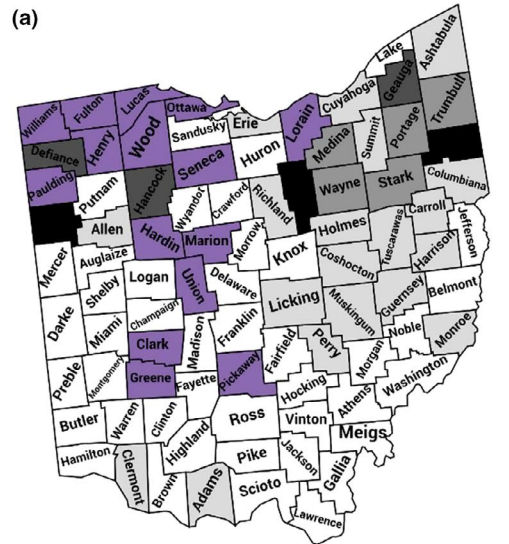 (a)
Lake
Ashtabula
Geauga
Cuyahoga
Trumbull
Williams
Fulton
Lucas
Ottawa
Wood
Sandusky
Erie
Lorain
Medina
Summit
Portage
Defiance
Henry
Seneca
Huron
Paulding
Putnam
Hancock
Wyandot
Crawford
Richland
Wayne
Stark
Columbiana
Allen
Hardin
Marion
Morrow
Holmes
Tuscarawas
Carroll
Jefferson
Mercer
Auglaize
Logan
Union
Delaware
Knox
Coshocton
Harrison
Shelby
Darke
Miami
Champaign
Madison
Franklin
Licking
Muskingum
Guernsey
Belmont
Clark
Fairfield
Perry
Noble
Monroe
Preble
Montgomery
Greene
Fayette
Pickaway
Hocking
Morgan
Washington
Butler
Warren
Clinton
Ross
Vinton
Athens
Meigs
Hamilton
Clermont
Highland
Pike
Jackson
Gallia
Brown
Adams
Scioto
Lawrence